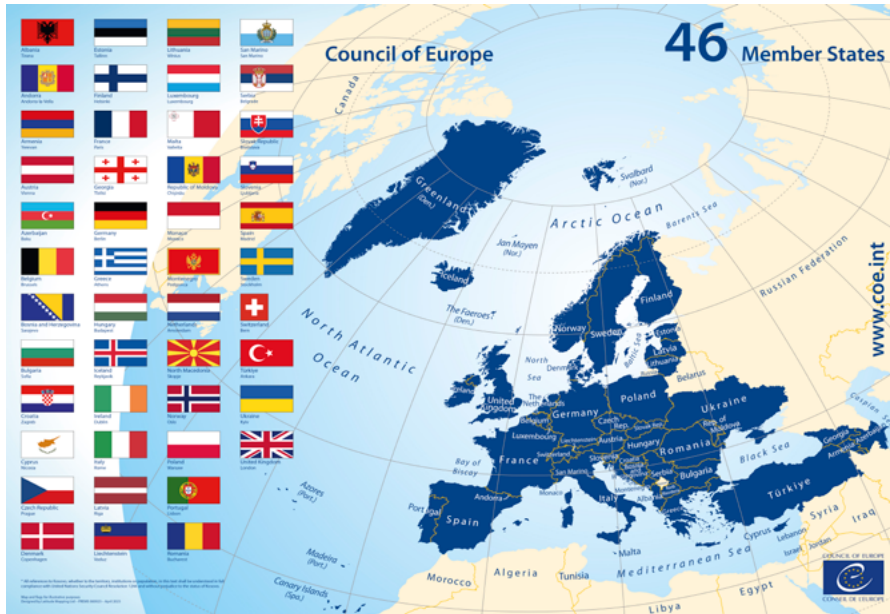 Council of Europe
46 Member States
Albania
Tirana
Estonia
Tallinn
Lithuania
Vilnius
San Marino
San Marino
Andorra
Andorra la Vella
Finland
Helsinki
Luxembourg
Luxembourg
Serbia
Belgrade
Armenia
Yerevan
France
Paris
Malta
Valletta
Slovak Republic
Bratislava
Austria
Vienna
Georgia
Tbilisi
Republic of Moldova
Chisinau
Slovenia
Ljubljana
Azerbaijan
Baku
Germany
Berlin
Monaco
Monaco
Spain
Madrid
Belgium
Brussels
Greece
Athens
Montenegro
Podgorica
Sweden
Stockholm
Bosnia and Herzegovina
Sarajevo
Hungary
Budapest
Netherlands
Amsterdam
Switzerland
Bern
Bulgaria
Sofia
Iceland
Reykjavik
North Macedonia
Skopje
Türkiye
Ankara
Croatia
Zagreb
Ireland
Dublin
Norway
Oslo
Ukraine
Kyiv
Cyprus
Nicosia
Italy
Rome
Poland
Warsaw
United Kingdom
London
Czech Republic
Prague
Latvia
Riga
Portugal
Lisbon
Denmark
Copenhagen
Liechtenstein
Vaduz
Romania
Bucharest
Canada
Greenland
(Den.)
Svalbard
(Nor.)
Arctic Ocean
Barents Sea
Jan Mayen
(Nor.)
Russian Federation
www.coe.int
Iceland
The Faeroes
(Den.)
North Atlantic
Ocean
Norway
Sweden
Finland
Baltic Sea
Estonia
Latvia
Lithuania
Russia
Belarus
North
Sea
Denmark
Ireland
United
Kingdom
The
Netherlands
Belgium
Luxembourg
Germany
Poland
Czech
Rep.
Slovak Rep.
Ukraine
Rep. of
Moldova
Liechtenstein
Austria
Hungary
Switzerland
France
Slovenia
Croatia
Romania
Bay of
Biscay
San Marino
Serbia
Bulgaria
Black Sea
Georgia
Armenia
Azerbaijan
Caspian Sea
Andorra
Monaco
Italy
Montenegro
Albania
Greece
Türkiye
Portugal
Spain
Azores
(Port.)
Madeira
(Port.)
Canary Islands
(Spa.)
Malta
Mediterranean Sea
Cyprus
Lebanon
Syria
Iraq
Israel
Jordan
Morocco
Algeria
Tunisia
Libya
Egypt
COUNCIL OF EUROPE
CONSEIL DE L'EUROPE